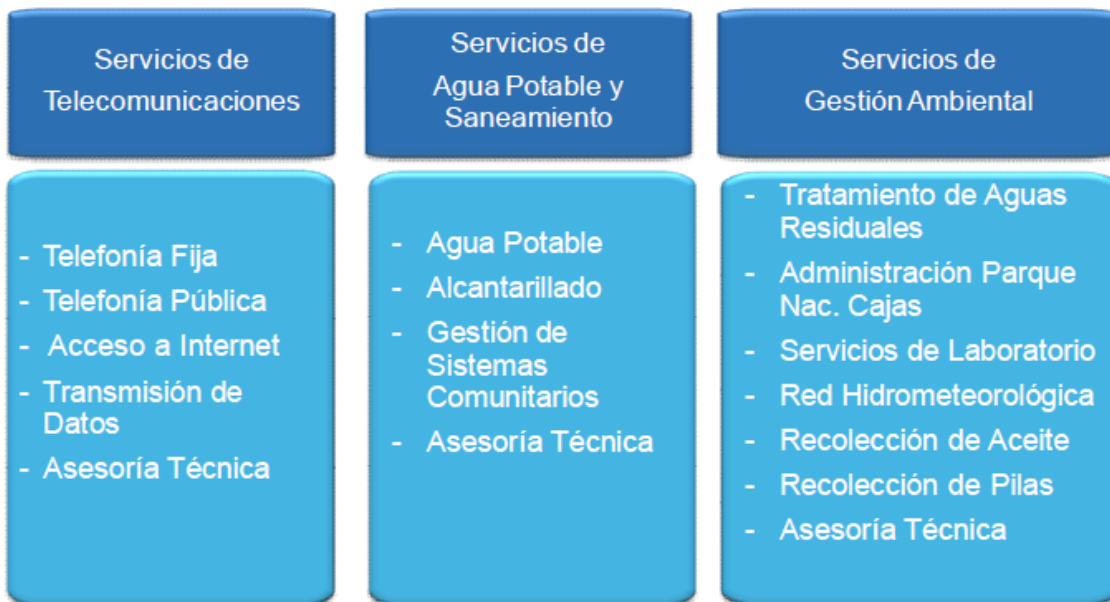 Servicios de
Telecomunicaciones
- Telefonía Fija
- Telefonía Pública
- Acceso a Internet
- Transmisión de
Datos
- Asesoría Técnica
Servicios de
Agua Potable y
Saneamiento
- Agua Potable
- Alcantarillado
- Gestión de
Sistemas
Comunitarios
- Asesoría Técnica
Servicios de
Gestión Ambiental
- Tratamiento de Aguas
Residuales
- Administración Parque
Nac. Cajas
- Servicios de Laboratorio
- Red Hidrometeorológica
- Recolección de Aceite
- Recolección de Pilas
- Asesoría Técnica